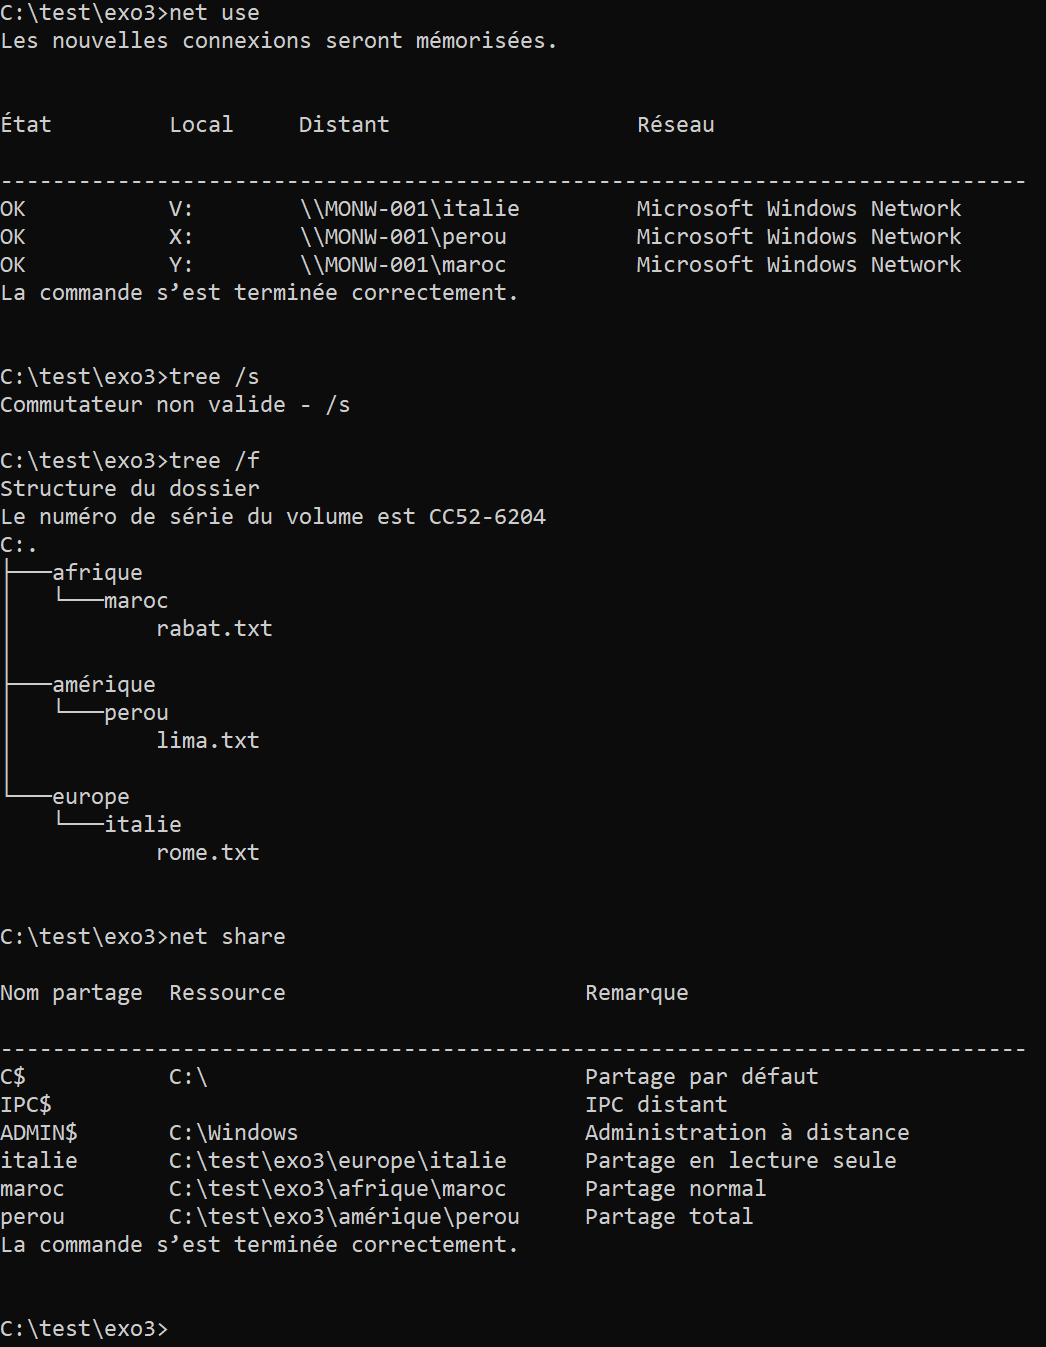 C:\test\exo3>net use
Les nouvelles connexions seront mémorisées.
État         Local     Distant                   Réseau
-------------------------------------------------------------------------------
OK           V:        \\MONW-001\italie         Microsoft Windows Network
OK           X:        \\MONW-001\perou          Microsoft Windows Network
OK           Y:        \\MONW-001\maroc          Microsoft Windows Network
La commande s’est terminée correctement.
C:\test\exo3>tree /s
Commutateur non valide - /s
C:\test\exo3>tree /f
Structure du dossier
Le numéro de série du volume est CC52-6204
C:.
├───afrique
│   └───maroc
│           rabat.txt
│
├───amérique
│   └───perou
│           lima.txt
│
└───europe
    └───italie
            rome.txt
C:\test\exo3>net share
Nom partage  Ressource                       Remarque
-------------------------------------------------------------------------------
C$           C:\                             Partage par défaut
IPC$                                         IPC distant
ADMIN$       C:\Windows                      Administration à distance
italie       C:\test\exo3\europe\italie      Partage en lecture seule
maroc        C:\test\exo3\afrique\maroc      Partage normal
perou        C:\test\exo3\amérique\perou     Partage total
La commande s’est terminée correctement.
C:\test\exo3>